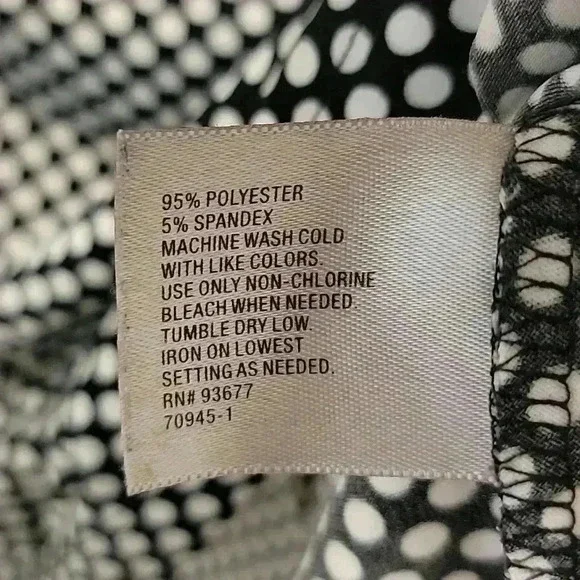 95% POLYESTER
5% SPANDEX
MACHINE WASH COLD
WITH LIKE COLORS.
USE ONLY NON-CHLORINE
BLEACH WHEN NEEDED.
TUMBLE DRY LOW.
IRON ON LOWEST
SETTING AS NEEDED.
RN# 93677
70945-1